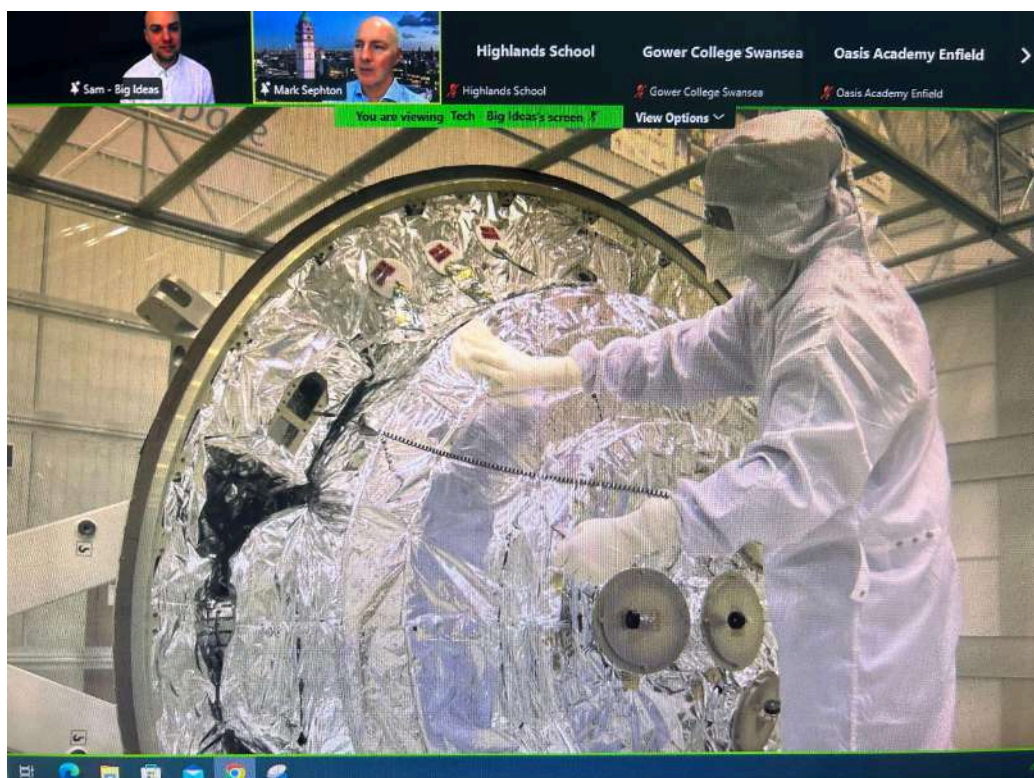 Highlands School
Gower College Swansea
Oasis Academy Enfield
Sam - Big Ideas
Mark Sephton
Highlands School
Gower College Swansea
Oasis Academy Enfield
You are viewing Tech - Big Ideas's screen
View Options